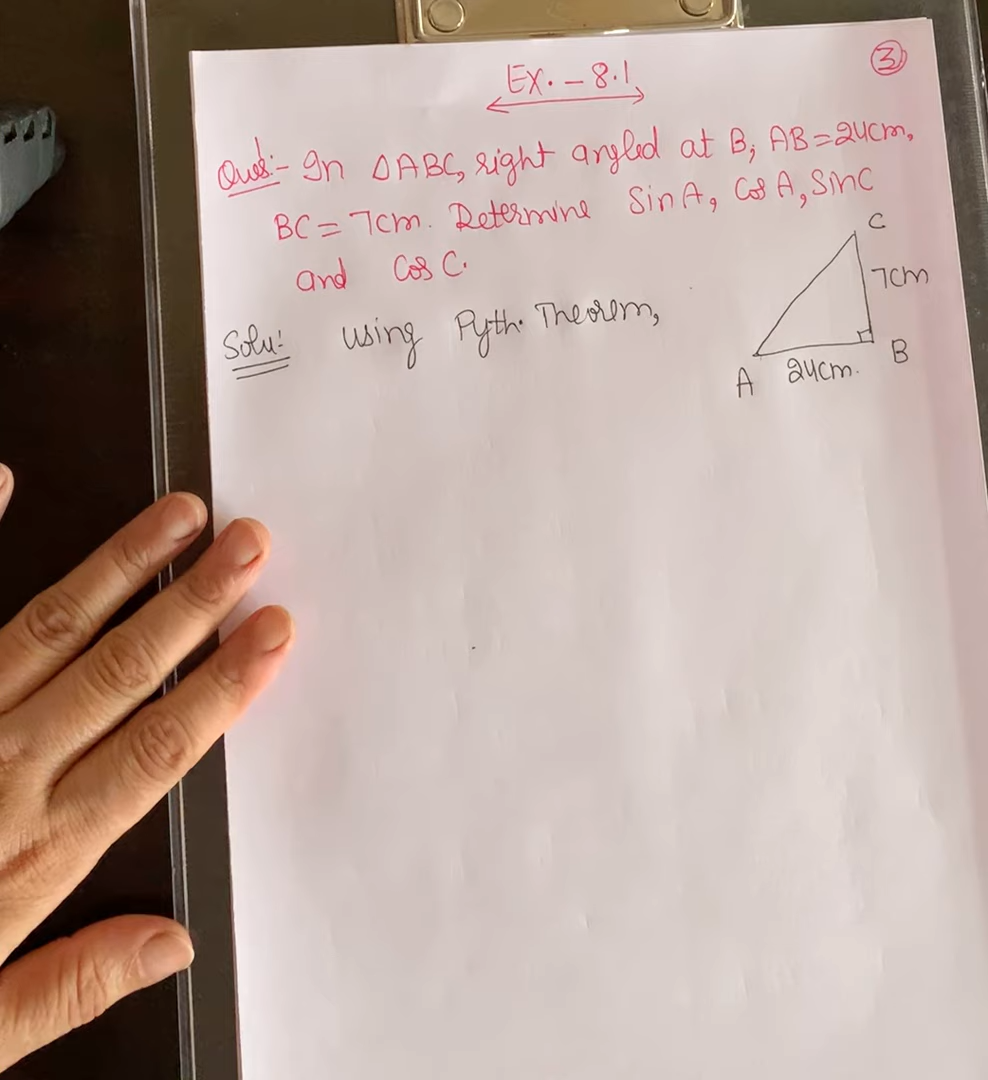 Ex. - 8.1
3
Ques:- In ΔABC, right angled at B, AB=24cm,
BC = 7cm. Determine Sin A, Cos A, Sin C
and Cos C.
Solu: using Pyth. Theorem,
C
7cm
B
A 24cm.